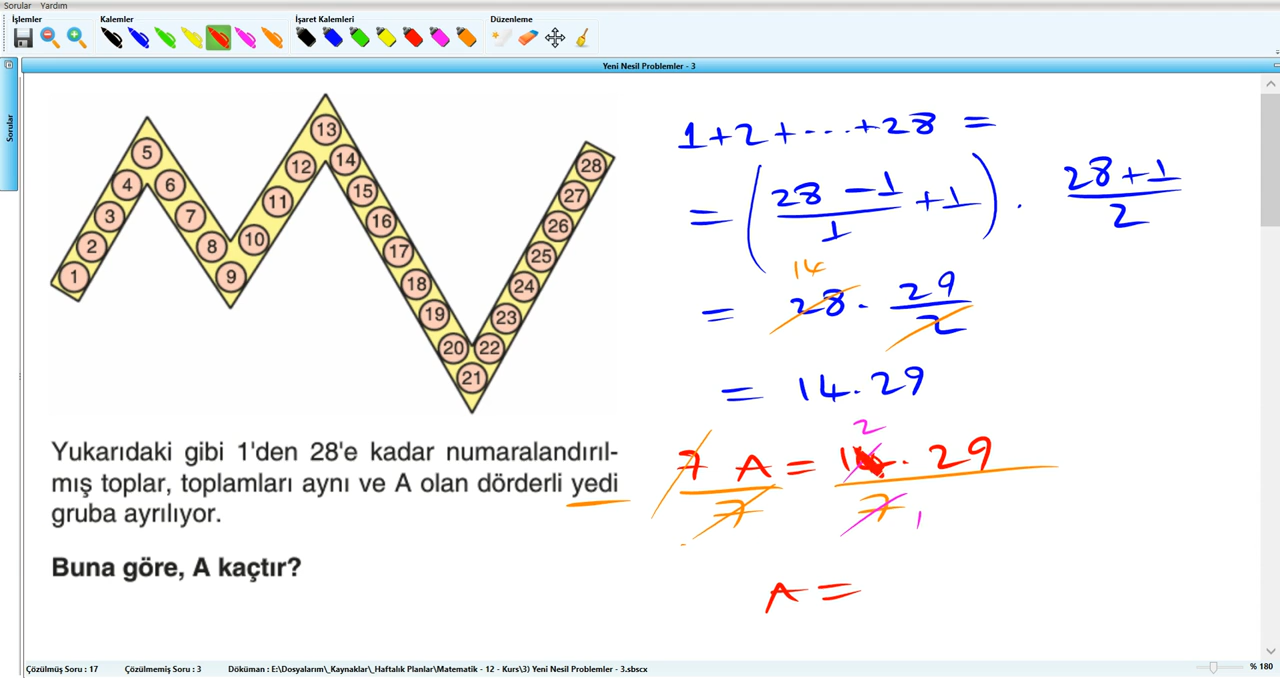 Sorular Yardım
İşlemler Kalemler İşaret Kalemleri Düzenleme
Yeni Nesil Problemler - 3
Sorular
1 2 3 4 5 6 7 8 9 10 11 12 13 14 15 16 17 18 19 20 21 22 23 24 25 26 27 28
Yukarıdaki gibi 1'den 28'e kadar numaralandırıl-
mış toplar, toplamları aynı ve A olan dörderli yedi
gruba ayrılıyor.
Buna göre, A kaçtır?
1+2+...+28 =
= ( (28 - 1)/1 + 1 ) . (28+1)/2
14
= 28 . 29/2
= 14.29
2
7 A = 14 . 29
7 7 1
A =
Çözülmüş Soru : 17 Çözülmemiş Soru : 3 Döküman : E:\Dosyalarım\_Kaynaklar\_Haftalık Planlar\Matematik - 12 - Kurs\3) Yeni Nesil Problemler - 3.sbscx % 180